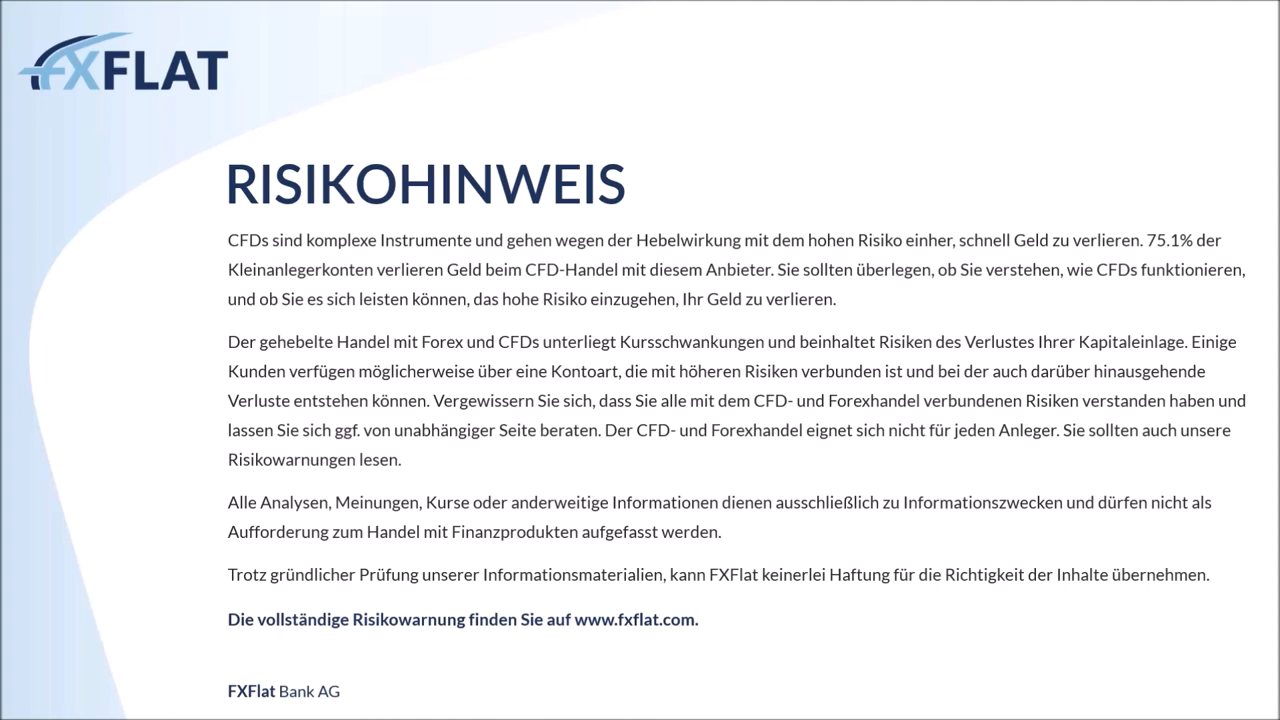 FXFLAT
RISIKOHINWEIS
CFDs sind komplexe Instrumente und gehen wegen der Hebelwirkung mit dem hohen Risiko einher, schnell Geld zu verlieren. 75.1% der
Kleinanlegerkonten verlieren Geld beim CFD-Handel mit diesem Anbieter. Sie sollten überlegen, ob Sie verstehen, wie CFDs funktionieren,
und ob Sie es sich leisten können, das hohe Risiko einzugehen, Ihr Geld zu verlieren.
Der gehebelte Handel mit Forex und CFDs unterliegt Kursschwankungen und beinhaltet Risiken des Verlustes Ihrer Kapitaleinlage. Einige
Kunden verfügen möglicherweise über eine Kontoart, die mit höheren Risiken verbunden ist und bei der auch darüber hinausgehende
Verluste entstehen können. Vergewissern Sie sich, dass Sie alle mit dem CFD- und Forexhandel verbundenen Risiken verstanden haben und
lassen Sie sich ggf. von unabhängiger Seite beraten. Der CFD- und Forexhandel eignet sich nicht für jeden Anleger. Sie sollten auch unsere
Risikowarnungen lesen.
Alle Analysen, Meinungen, Kurse oder anderweitige Informationen dienen ausschließlich zu Informationszwecken und dürfen nicht als
Aufforderung zum Handel mit Finanzprodukten aufgefasst werden.
Trotz gründlicher Prüfung unserer Informationsmaterialien, kann FXFlat keinerlei Haftung für die Richtigkeit der Inhalte übernehmen.
Die vollständige Risikowarnung finden Sie auf www.fxflat.com.
FXFlat Bank AG